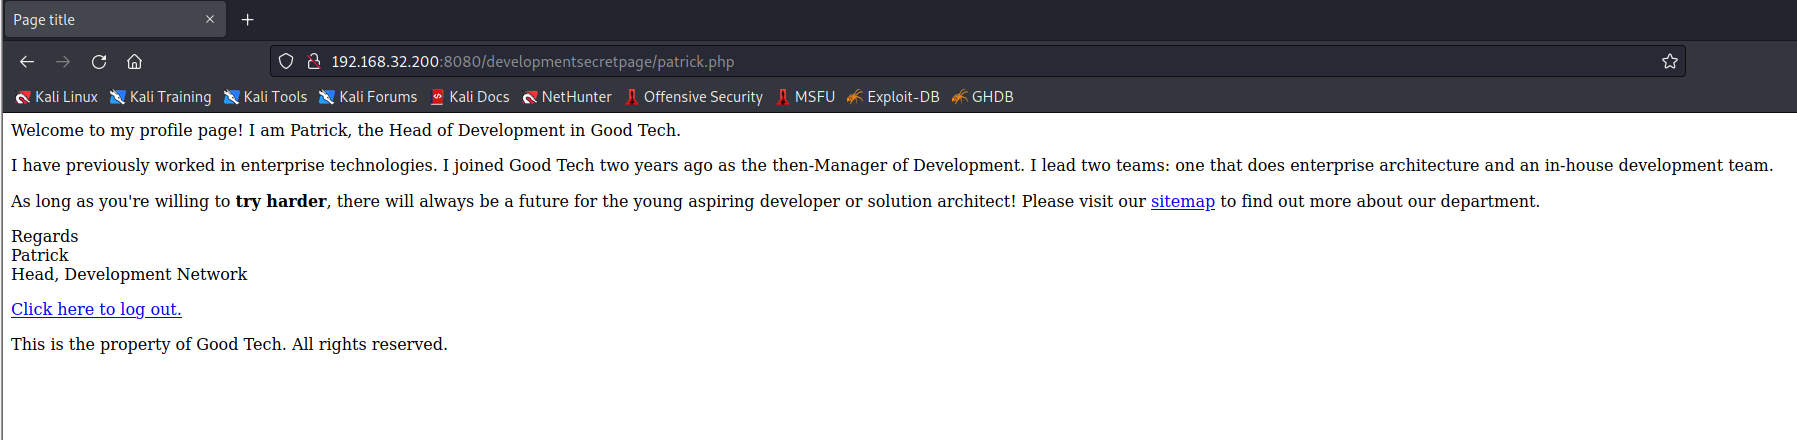 Page title
192.168.32.200:8080/developmentsecretpage/patrick.php
Kali Linux Kali Training Kali Tools Kali Forums Kali Docs NetHunter Offensive Security MSFU Exploit-DB GHDB
Welcome to my profile page! I am Patrick, the Head of Development in Good Tech.
I have previously worked in enterprise technologies. I joined Good Tech two years ago as the then-Manager of Development. I lead two teams: one that does enterprise architecture and an in-house development team.
As long as you're willing to try harder, there will always be a future for the young aspiring developer or solution architect! Please visit our sitemap to find out more about our department.
Regards
Patrick
Head, Development Network
Click here to log out.
This is the property of Good Tech. All rights reserved.